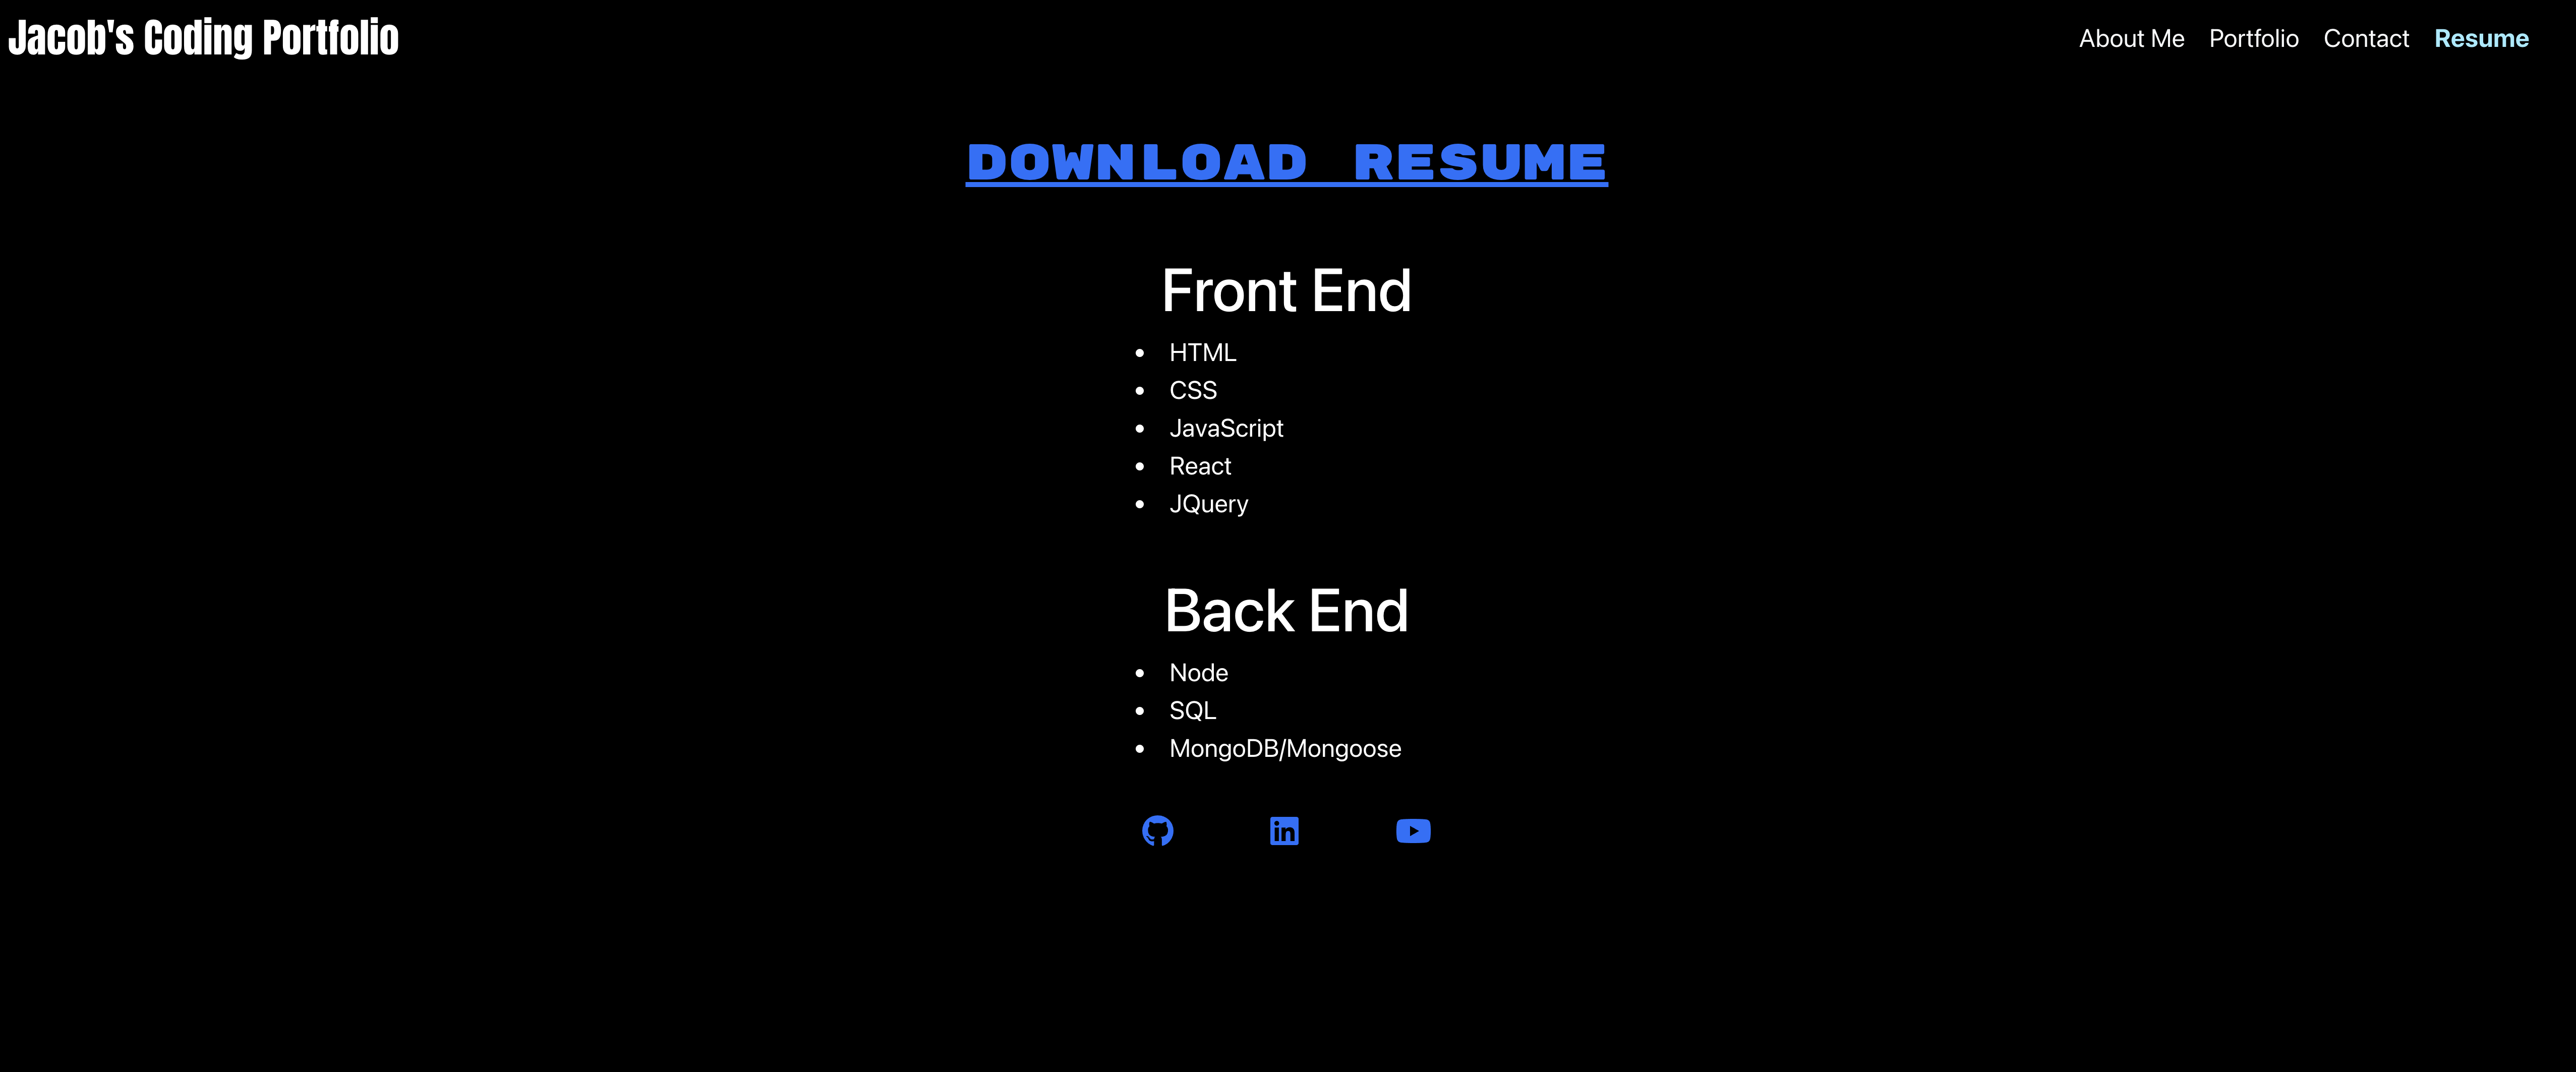 Jacob's Coding Portfolio
About Me Portfolio Contact Resume
DOWNLOAD RESUME
Front End
• HTML
• CSS
• JavaScript
• React
• JQuery
Back End
• Node
• SQL
• MongoDB/Mongoose
in